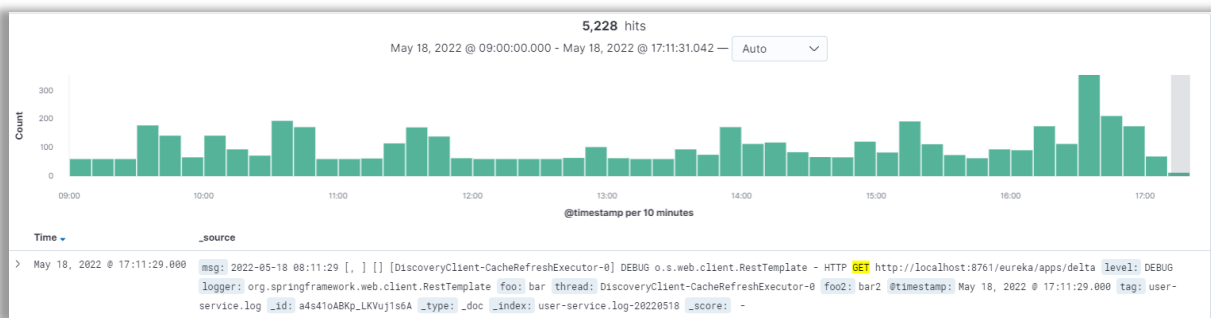 5,228 hits
May 18, 2022 @ 09:00:00.000 - May 18, 2022 @ 17:11:31.042 — Auto
Count
300
200
100
0
09:00 10:00 11:00 12:00 13:00 14:00 15:00 16:00 17:00
@timestamp per 10 minutes
Time _source
> May 18, 2022 @ 17:11:29.000 msg: 2022-05-18 08:11:29 [, ] [] [DiscoveryClient-CacheRefreshExecutor-0] DEBUG o.s.web.client.RestTemplate - HTTP GET http://localhost:8761/eureka/apps/delta level: DEBUG
logger: org.springframework.web.client.RestTemplate foo: bar thread: DiscoveryClient-CacheRefreshExecutor-0 foo2: bar2 @timestamp: May 18, 2022 @ 17:11:29.000 tag: user-
service.log _id: a4s41oABKp_LKVuj1s6A _type: _doc _index: user-service.log-20220518 _score: -